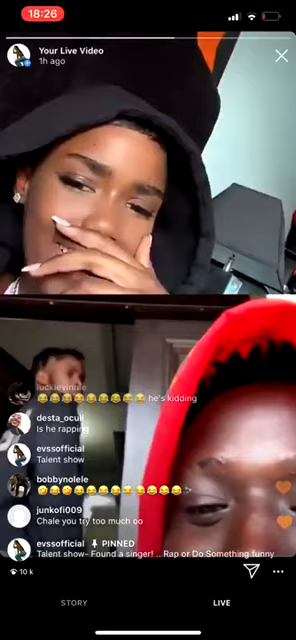 18:26
Your Live Video
1h ago
luckievinnie
😂😂😂😂😂😂😂😂😂 he's kidding
desta_ocull
Is he rapping
evssofficial
Talent show
bobbynolele
junkofi009
Chale you try too much oo
evssofficial PINNED
Talent show- Found a singer! .. Rap or Do Something funny
10 k
STORY
LIVE